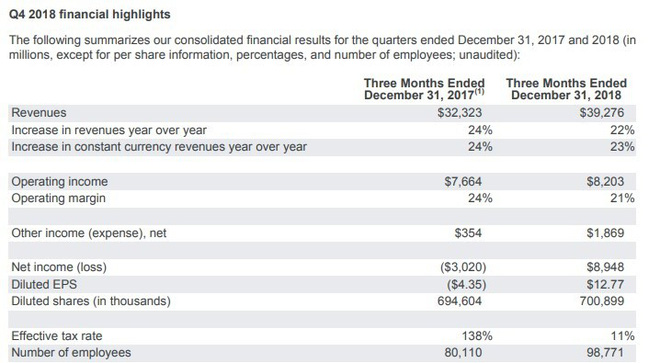 Q4 2018 financial highlights
The following summarizes our consolidated financial results for the quarters ended December 31, 2017 and 2018 (in
millions, except for per share information, percentages, and number of employees; unaudited):
Three Months Ended Three Months Ended
December 31, 2017(1) December 31, 2018
Revenues $32,323 $39,276
Increase in revenues year over year 24% 22%
Increase in constant currency revenues year over year 24% 23%
Operating income $7,664 $8,203
Operating margin 24% 21%
Other income (expense), net $354 $1,869
Net income (loss) ($3,020) $8,948
Diluted EPS ($4.35) $12.77
Diluted shares (in thousands) 694,604 700,899
Effective tax rate 138% 11%
Number of employees 80,110 98,771